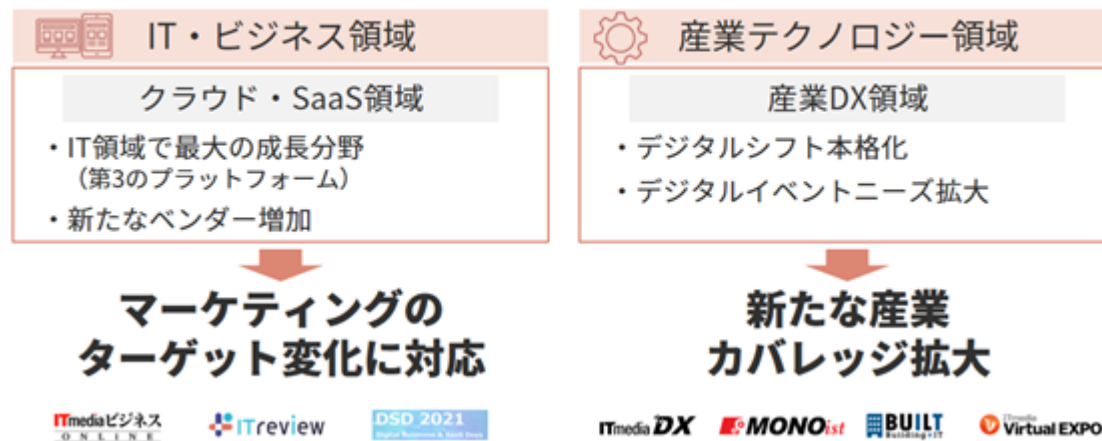 IT・ビジネス領域
クラウド・SaaS領域
・IT領域で最大の成長分野
（第3のプラットフォーム）
・新たなベンダー増加
マーケティングの
ターゲット変化に対応
ITmediaビジネス
ONLINE
ITreview
DSD 2021
Digital Business & SaaS Days
産業テクノロジー領域
産業DX領域
・デジタルシフト本格化
・デジタルイベントニーズ拡大
新たな産業
カバレッジ拡大
ITmedia DX
MONOist
BUILT
Building×IT
ITmedia
Virtual EXPO